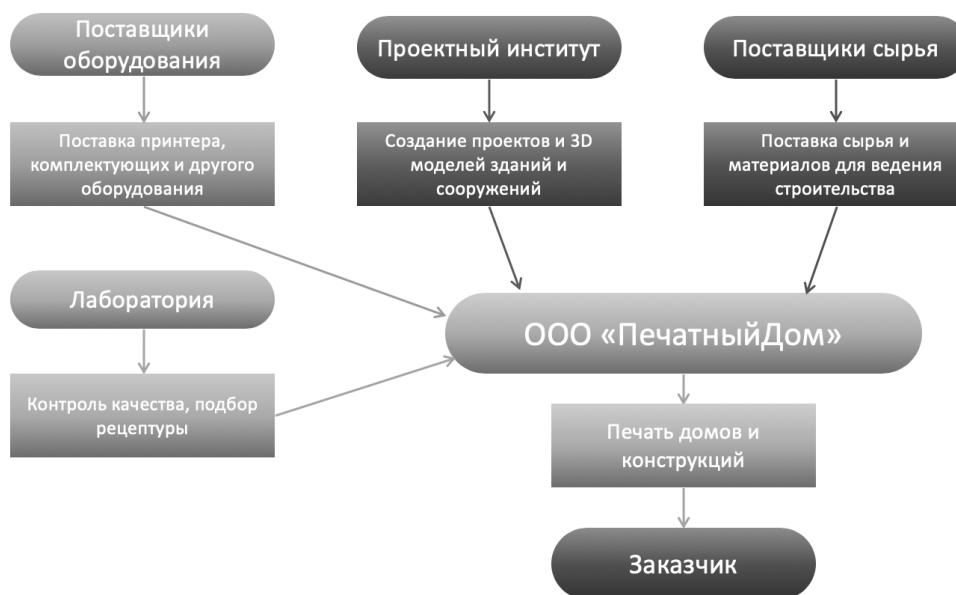 Поставщики
оборудования
Проектный институт
Поставщики сырья
Поставка принтера,
комплектующих и другого
оборудования
Создание проектов и 3D
моделей зданий и
сооружений
Поставка сырья и
материалов для ведения
строительства
Лаборатория
ООО «ПечатныйДом»
Контроль качества, подбор
рецептуры
Печать домов и
конструкций
Заказчик